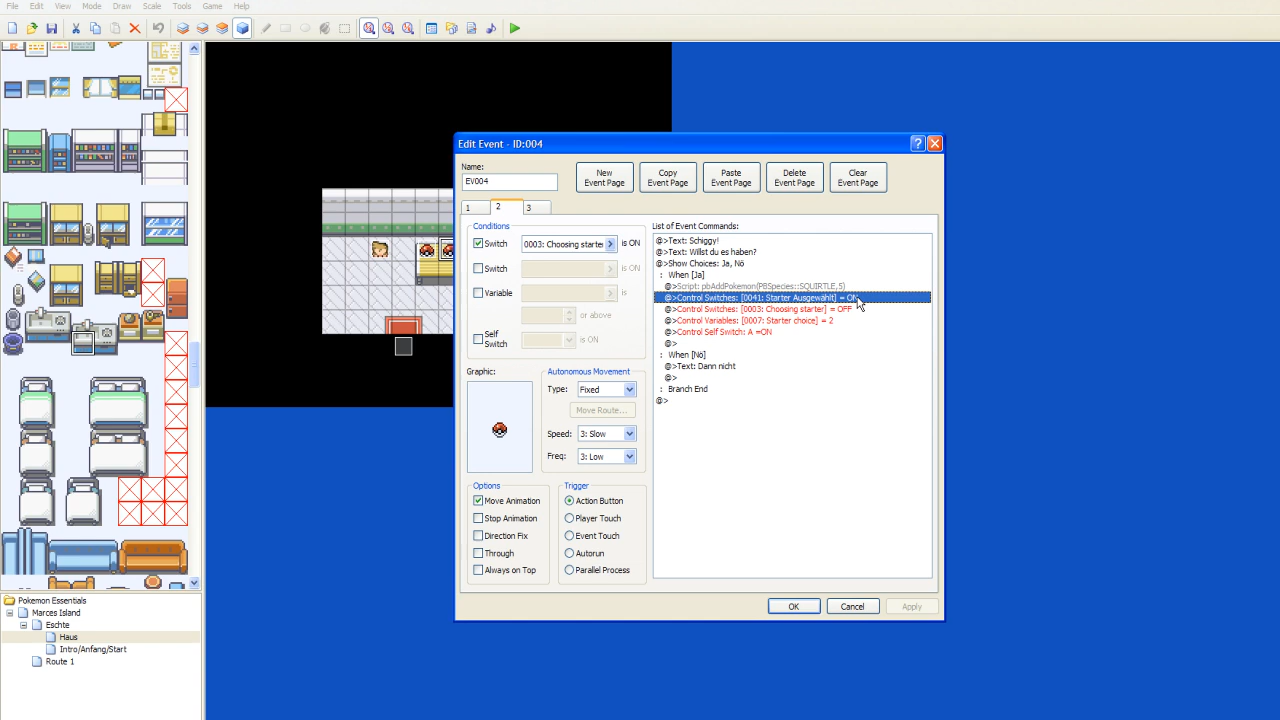 File Edit View Mode Draw Scale Tools Game Help
Edit Event - ID:004
Name:
EV004
New Event Page
Copy Event Page
Paste Event Page
Delete Event Page
Clear Event Page
1 2 3
Conditions
Switch 0003: Choosing starter is ON
Switch is ON
Variable is
or above
Self Switch is ON
Graphic:
Autonomous Movement
Type: Fixed
Move Route...
Speed: 3: Slow
Freq: 3: Low
Options
Move Animation
Stop Animation
Direction Fix
Through
Always on Top
Trigger
Action Button
Player Touch
Event Touch
Autorun
Parallel Process
List of Event Commands:
@>Text: Schiggy!
@>Text: Willst du es haben?
@>Show Choices: Ja, Nö
: When [Ja]
@>Script: pbAddPokemon(PBSpecies::SQUIRTLE,5)
@>Control Switches: [0041: Starter Ausgewählt] = ON
@>Control Switches: [0003: Choosing starter] = OFF
@>Control Variables: [0007: Starter choice] = 2
@>Control Self Switch: A =ON
@>
: When [Nö]
@>Text: Dann nicht
@>
: Branch End
@>
OK Cancel Apply
Pokemon Essentials
Marces Island
Eschte
Haus
Intro/Anfang/Start
Route 1